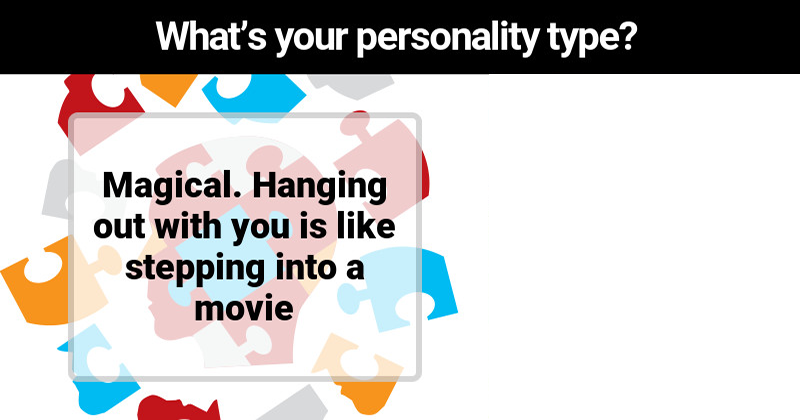 What’s your personality type?
Magical. Hanging
out with you is like
stepping into a
movie